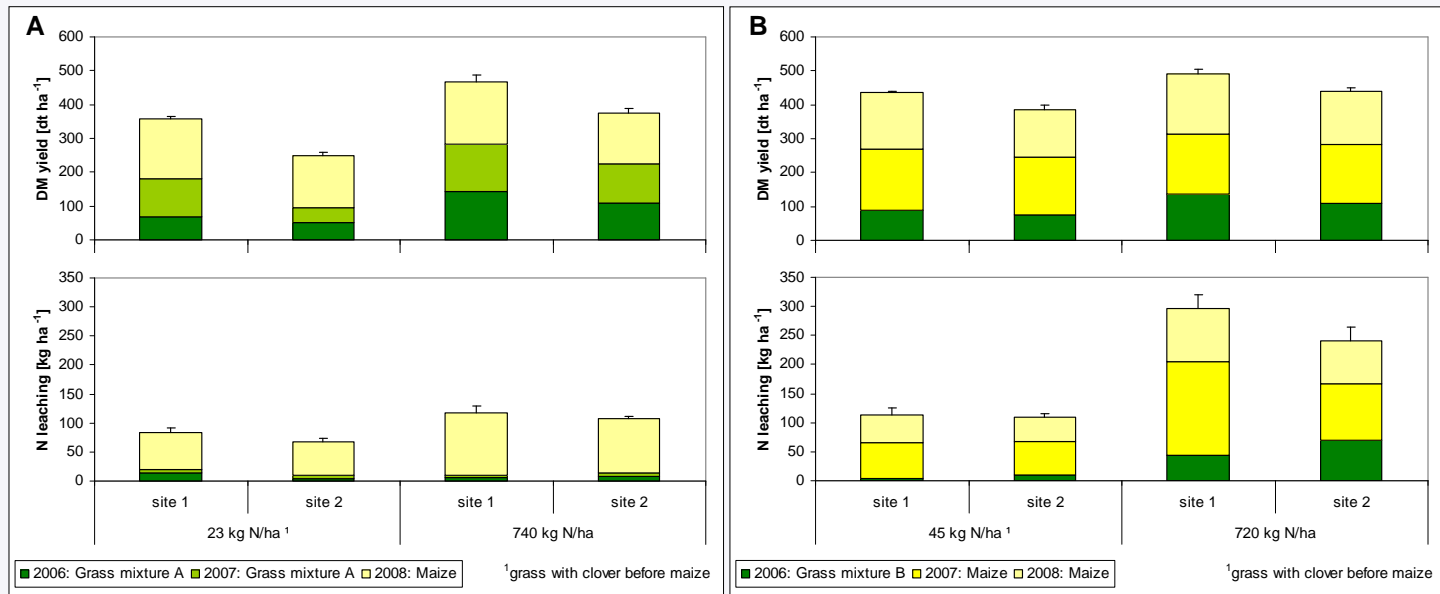 A
DM yield [dt ha⁻¹]
600
500
400
300
200
100
0
N leaching [kg ha⁻¹]
350
300
250
200
150
100
50
0
site 1 site 2 site 1 site 2
23 kg N/ha ¹ 740 kg N/ha
2006: Grass mixture A 2007: Grass mixture A 2008: Maize ¹grass with clover before maize
B
DM yield [dt ha⁻¹]
600
500
400
300
200
100
0
N leaching [kg ha⁻¹]
350
300
250
200
150
100
50
0
site 1 site 2 site 1 site 2
45 kg N/ha ¹ 720 kg N/ha
2006: Grass mixture B 2007: Maize 2008: Maize ¹grass with clover before maize